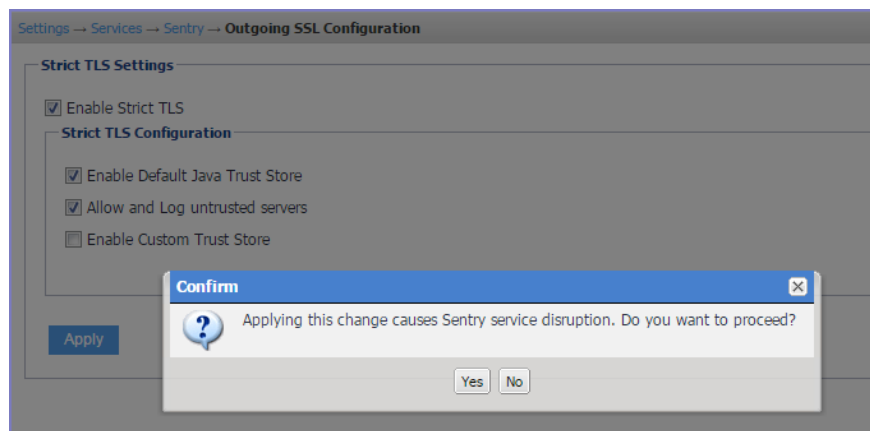 Settings → Services → Sentry → Outgoing SSL Configuration
Strict TLS Settings
Enable Strict TLS
Strict TLS Configuration
Enable Default Java Trust Store
Allow and Log untrusted servers
Enable Custom Trust Store
Confirm
Applying this change causes Sentry service disruption. Do you want to proceed?
Apply
Yes No